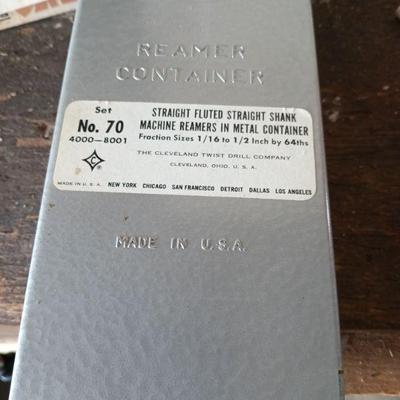 REAMER
CONTAINER
Set
No. 70
4000—8001
STRAIGHT FLUTED STRAIGHT SHANK
MACHINE REAMERS IN METAL CONTAINER
Fraction Sizes 1/16 to 1/2 Inch by 64ths
THE CLEVELAND TWIST DRILL COMPANY
CLEVELAND, OHIO, U. S. A.
C
MADE IN U. S. A. NEW YORK CHICAGO SAN FRANCISCO DETROIT DALLAS LOS ANGELES
MADE IN U.S.A.